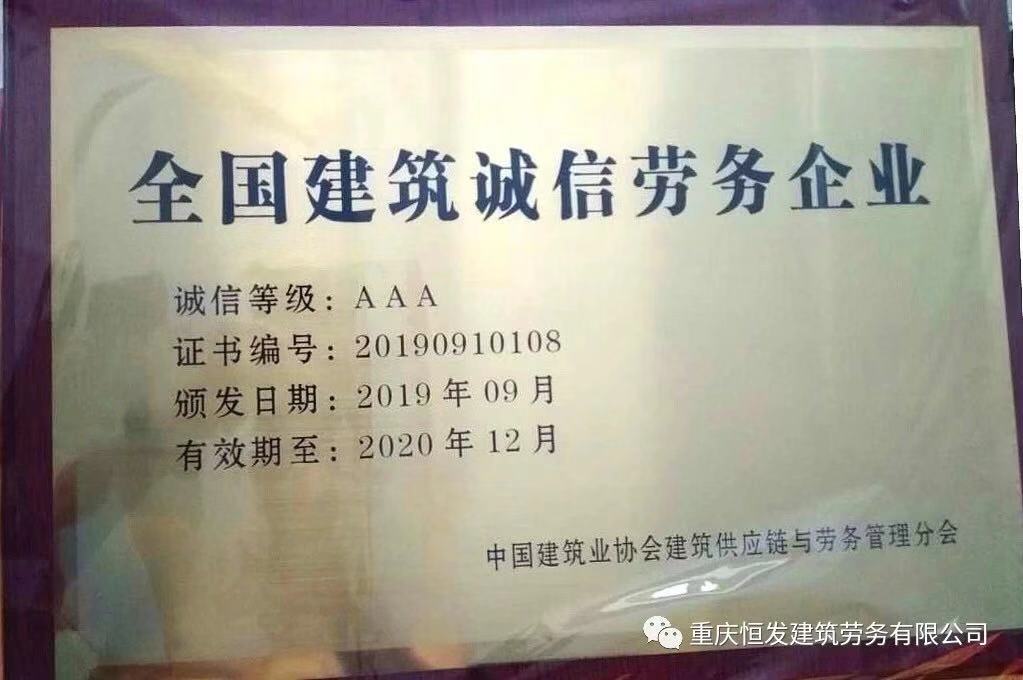 全国建筑诚信劳务企业
诚信等级：AAA
证书编号：20190910108
颁发日期：2019年09月
有效期至：2020年12月
中国建筑业协会建筑供应链与劳务管理分会
重庆恒发建筑劳务有限公司